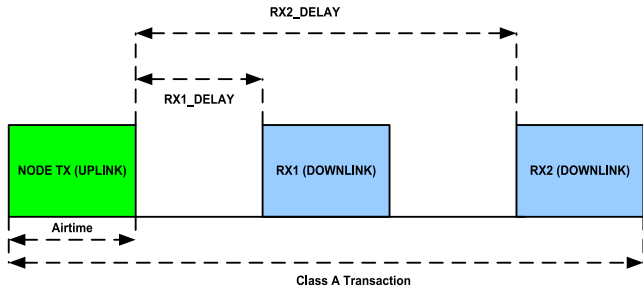 RX2_DELAY
RX1_DELAY
NODE TX (UPLINK)
RX1 (DOWNLINK)
RX2 (DOWNLINK)
Airtime
Class A Transaction